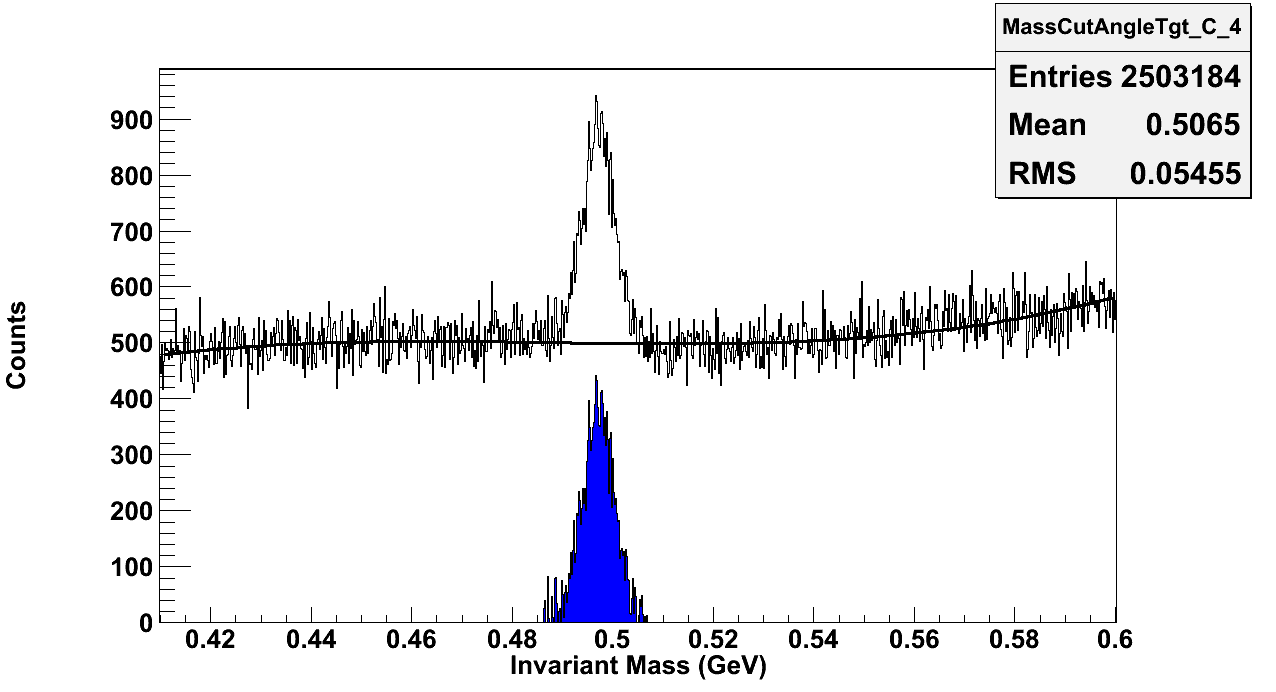 MassCutAngleTgt_C_4
Entries 2503184
Mean 0.5065
RMS 0.05455
900
800
700
600
500
400
300
200
100
0
Counts
0.42 0.44 0.46 0.48 0.5 0.52 0.54 0.56 0.58 0.6
Invariant Mass (GeV)